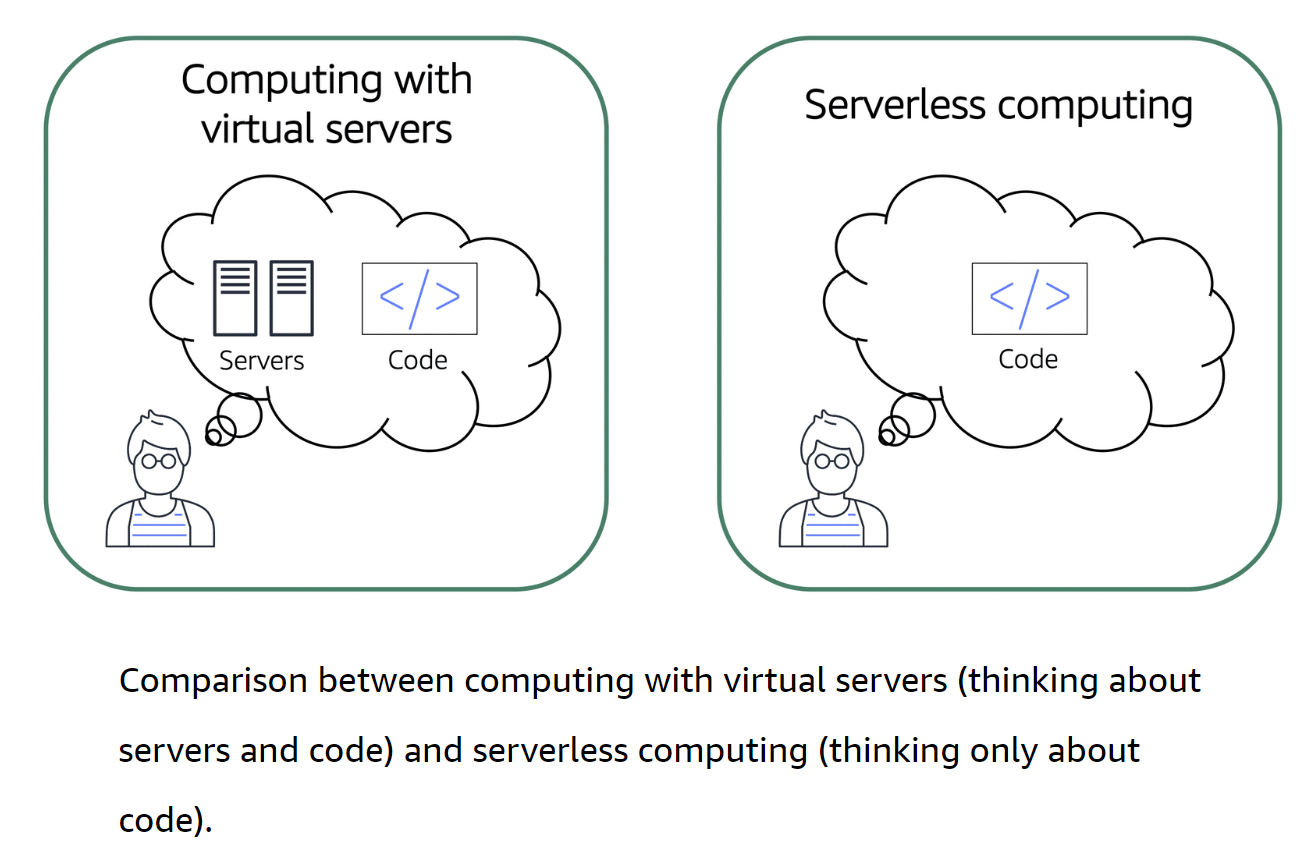 Computing with
virtual servers
Servers
</>
Code
Serverless computing
</>
Code
Comparison between computing with virtual servers (thinking about
servers and code) and serverless computing (thinking only about
code).